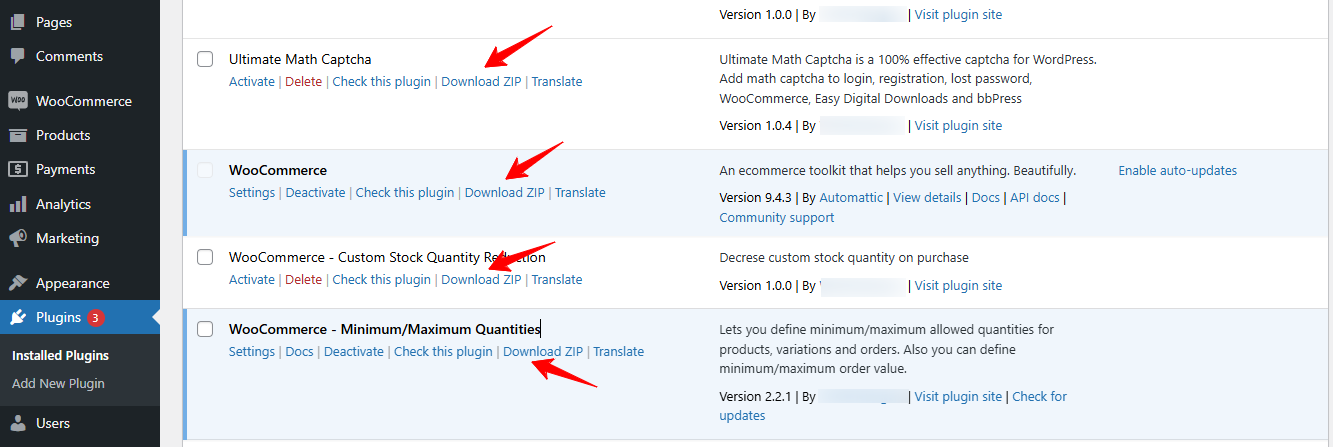 Pages
Comments
WOO
WooCommerce
Products
Payments
Analytics
Marketing
Appearance
Plugins 3
Installed Plugins
Add New Plugin
Users
Version 1.0.0 | By | Visit plugin site
Ultimate Math Captcha
Activate | Delete | Check this plugin | Download ZIP | Translate
Ultimate Math Captcha is a 100% effective captcha for WordPress.
Add math captcha to login, registration, lost password,
WooCommerce, Easy Digital Downloads and bbPress
Version 1.0.4 | By | Visit plugin site
WooCommerce
Settings | Deactivate | Check this plugin | Download ZIP | Translate
An ecommerce toolkit that helps you sell anything. Beautifully.
Version 9.4.3 | By Automattic | View details | Docs | API docs |
Community support
Enable auto-updates
WooCommerce - Custom Stock Quantity Reduction
Activate | Delete | Check this plugin | Download ZIP | Translate
Decrese custom stock quantity on purchase
Version 1.0.0 | By | Visit plugin site
WooCommerce - Minimum/Maximum Quantities
Settings | Docs | Deactivate | Check this plugin | Download ZIP | Translate
Lets you define minimum/maximum allowed quantities for
products, variations and orders. Also you can define
minimum/maximum order value.
Version 2.2.1 | By | Visit plugin site | Check for
updates